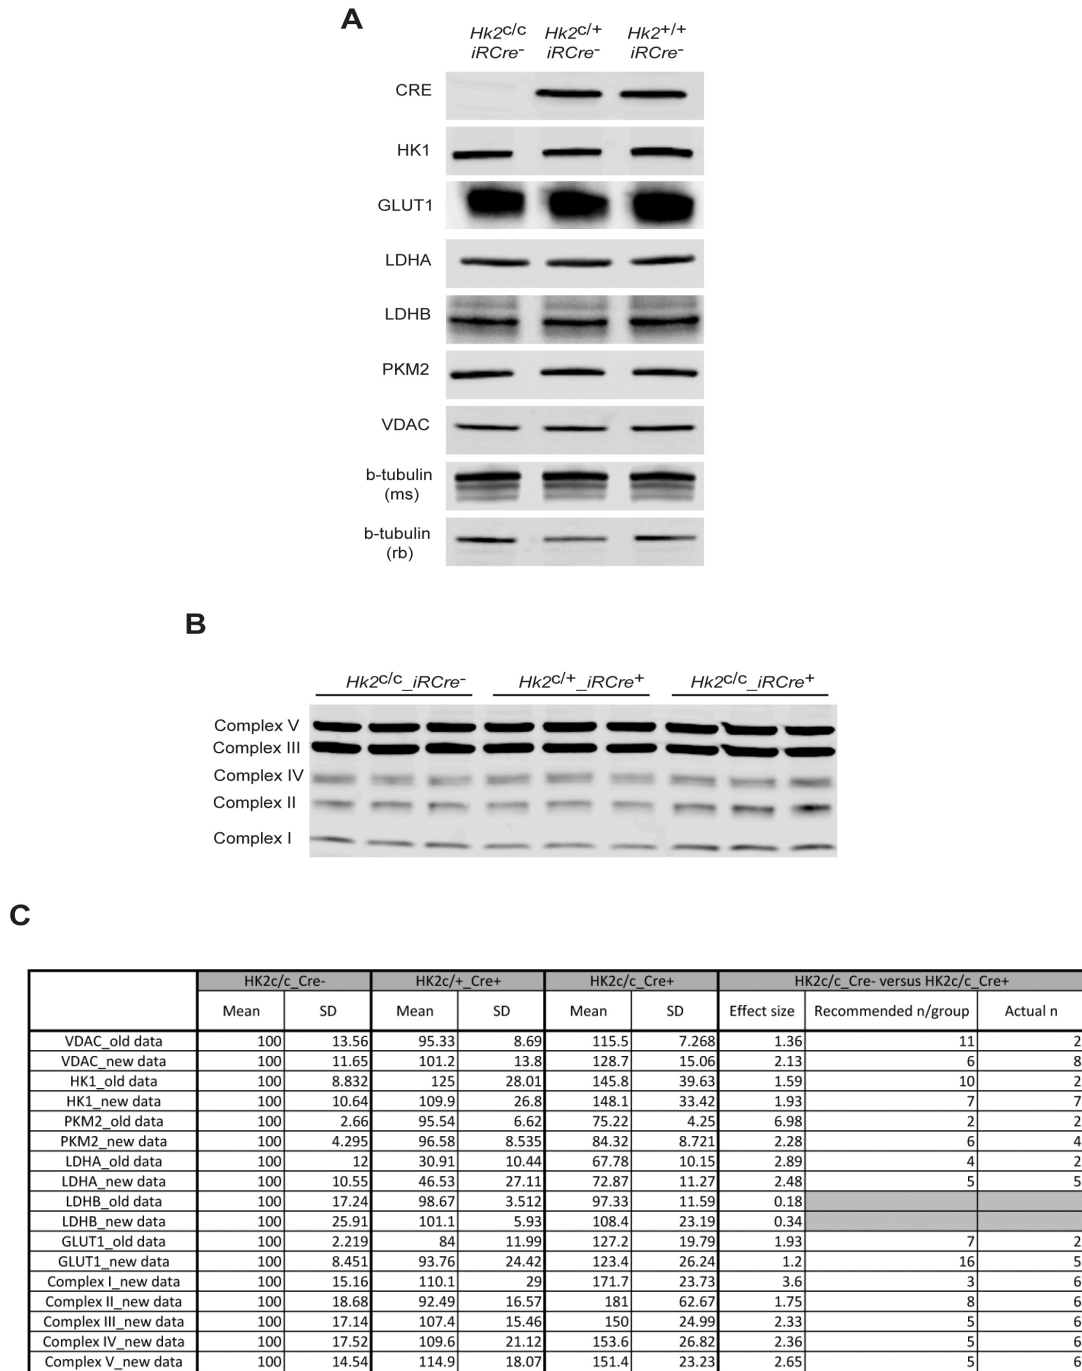 A
Hk2c/c Hk2c/+ Hk2+/+
iRCre- iRCre- iRCre-
CRE
HK1
GLUT1
LDHA
LDHB
PKM2
VDAC
b-tubulin
(ms)
b-tubulin
(rb)
B
Hk2c/c_iRCre- Hk2c/+_iRCre+ Hk2c/c_iRCre+
Complex V
Complex III
Complex IV
Complex II
Complex I
C
HK2c/c_Cre- HK2c/+_Cre+ HK2c/c_Cre+ HK2c/c_Cre- versus HK2c/c_Cre+
Mean SD Mean SD Mean SD Effect size Recommended n/group Actual n
VDAC_old data 100 13.56 95.33 8.69 115.5 7.268 1.36 11 2
VDAC_new data 100 11.65 101.2 13.8 128.7 15.06 2.13 6 8
HK1_old data 100 8.832 125 28.01 145.8 39.63 1.59 10 2
HK1_new data 100 10.64 109.9 26.8 148.1 33.42 1.93 7 7
PKM2_old data 100 2.66 95.54 6.62 75.22 4.25 6.98 2 2
PKM2_new data 100 4.295 96.58 8.535 84.32 8.721 2.28 6 4
LDHA_old data 100 12 30.91 10.44 67.78 10.15 2.89 4 2
LDHA_new data 100 10.55 46.53 27.11 72.87 11.27 2.48 5 5
LDHB_old data 100 17.24 98.67 3.512 97.33 11.59 0.18
LDHB_new data 100 25.91 101.1 5.93 108.4 23.19 0.34
GLUT1_old data 100 2.219 84 11.99 127.2 19.79 1.93 7 2
GLUT1_new data 100 8.451 93.76 24.42 123.4 26.24 1.2 16 5
Complex I_new data 100 15.16 110.1 29 171.7 23.73 3.6 3 6
Complex II_new data 100 18.68 92.49 16.57 181 62.67 1.75 8 6
Complex III_new data 100 17.14 107.4 15.46 150 24.99 2.33 5 6
Complex IV_new data 100 17.52 109.6 21.12 153.6 26.82 2.36 5 6
Complex V_new data 100 14.54 114.9 18.07 151.4 23.23 2.65 5 6